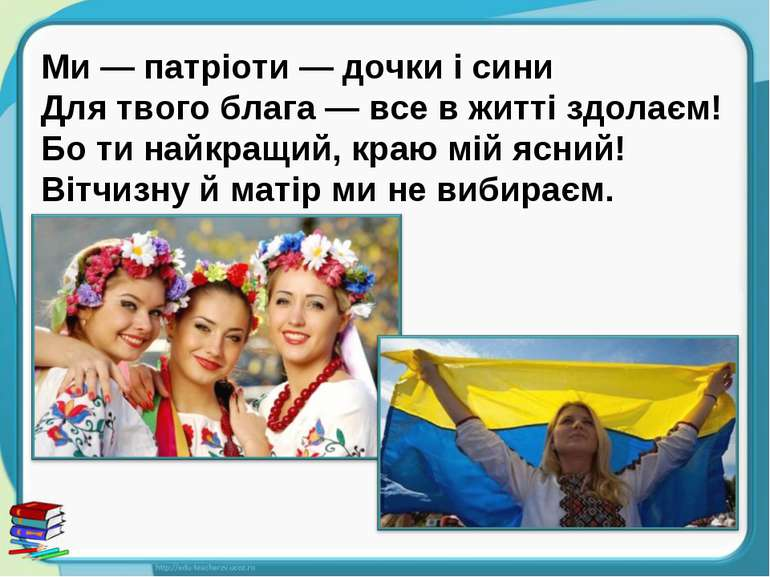 Ми — патріоти — дочки і сини
Для твого блага — все в житті здолаєм!
Бо ти найкращий, краю мій ясний!
Вітчизну й матір ми не вибираєм.
http://edu-teacherzv.ucoz.ru